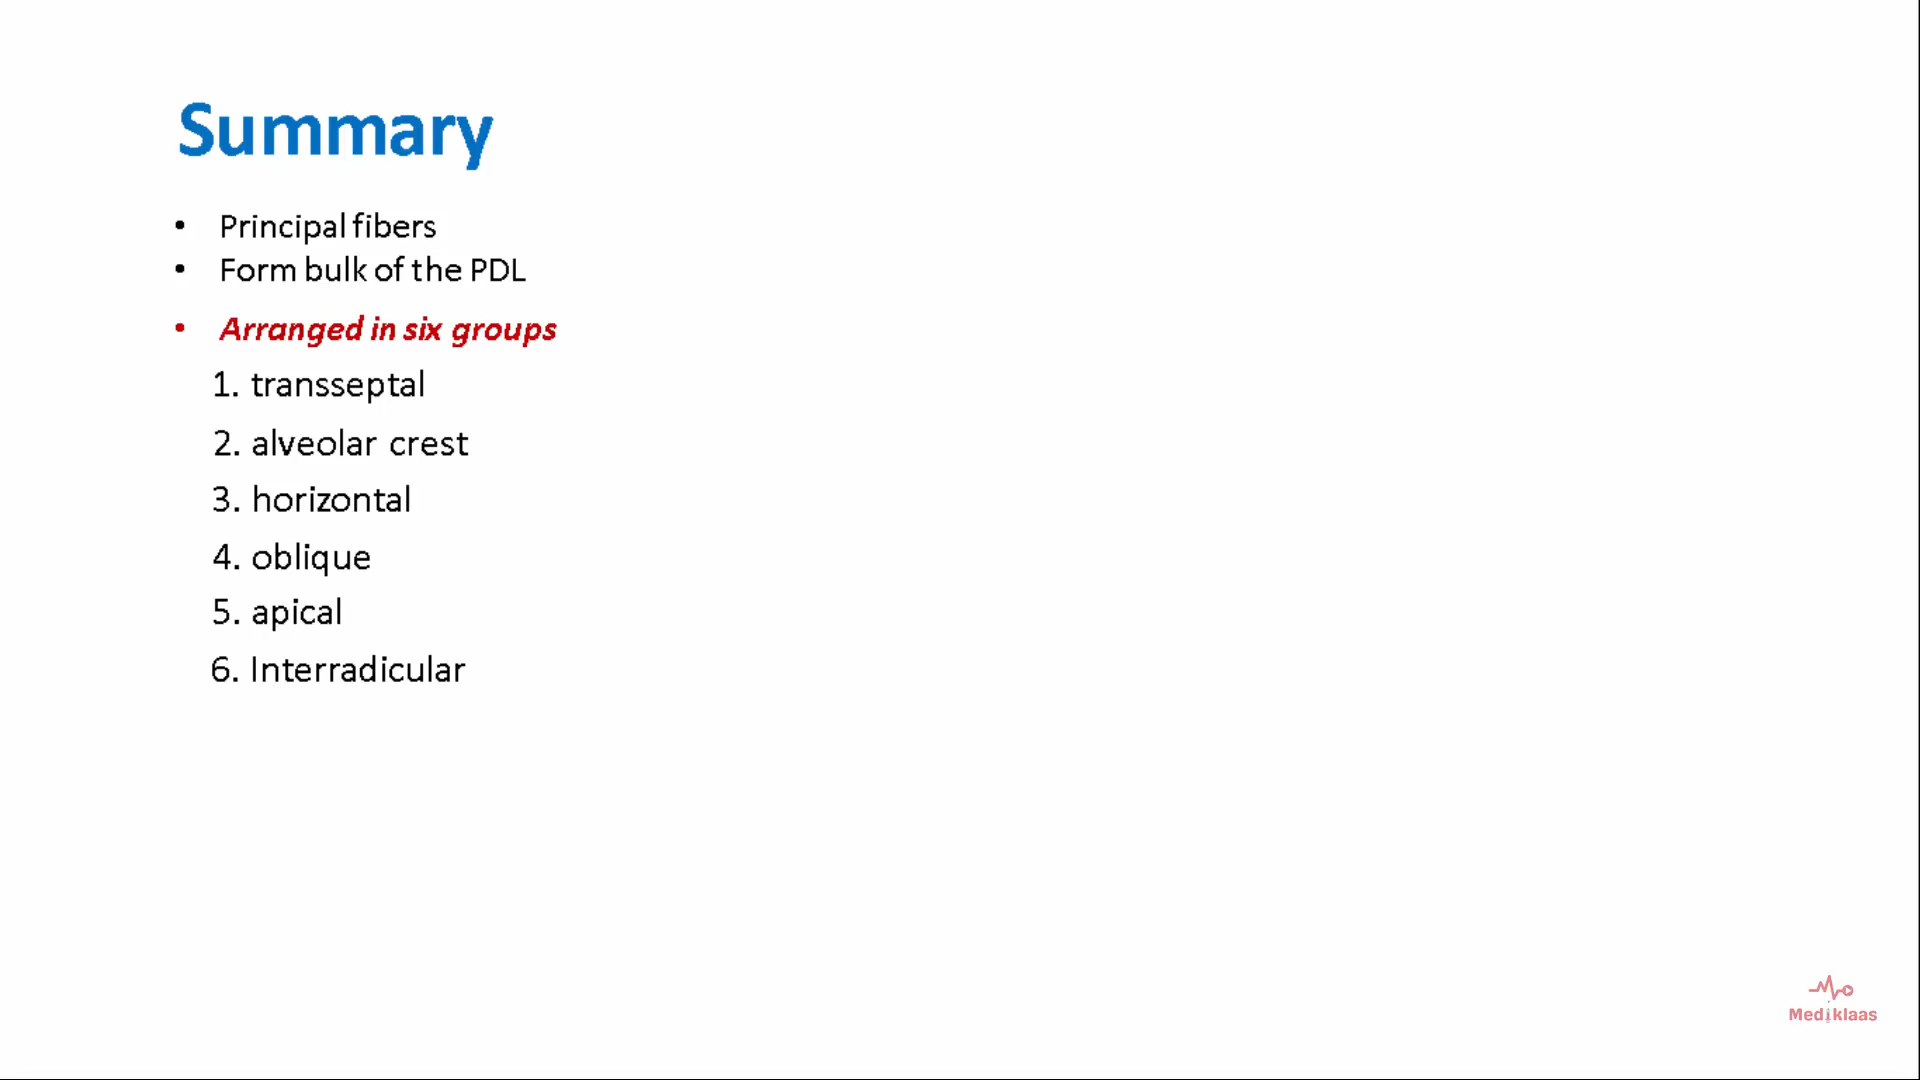 Summary
• Principal fibers
• Form bulk of the PDL
• Arranged in six groups
1. transseptal
2. alveolar crest
3. horizontal
4. oblique
5. apical
6. Interradicular
Mediklaas